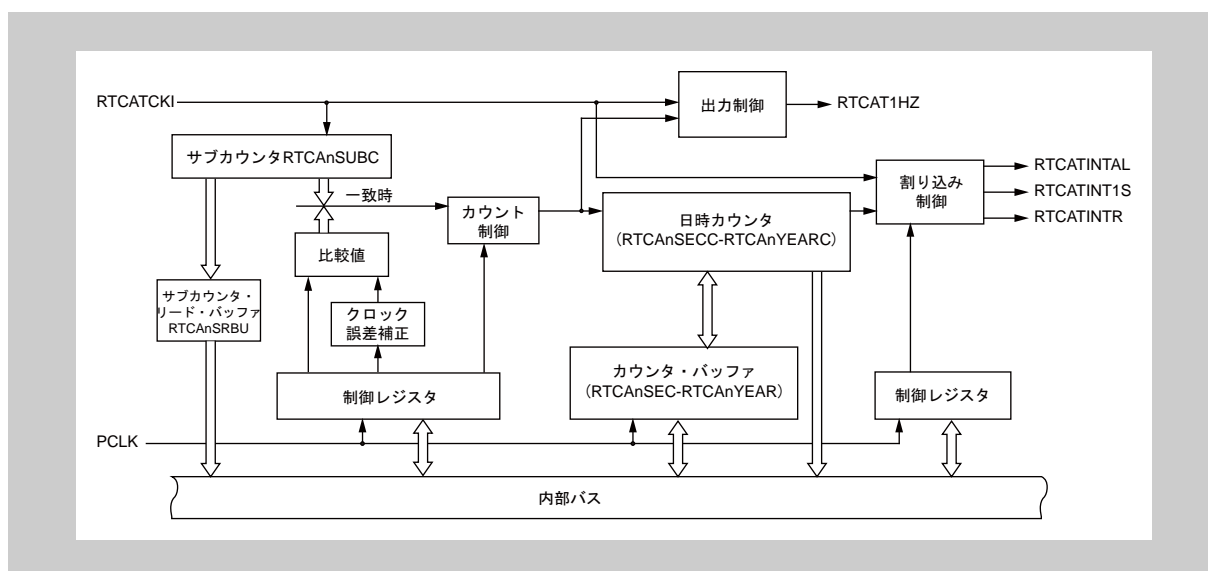 RTCATCKI
出力制御
RTCAT1HZ
サブカウンタRTCAnSUBC
一致時
カウント
制御
日時カウンタ
(RTCAnSECC-RTCAnYEARC)
割り込み
制御
RTCATINTAL
RTCATINT1S
RTCATINTR
比較値
サブカウンタ・
リード・バッファ
RTCAnSRBU
クロック
誤差補正
制御レジスタ
カウンタ・バッファ
(RTCAnSEC-RTCAnYEAR)
制御レジスタ
PCLK
内部バス